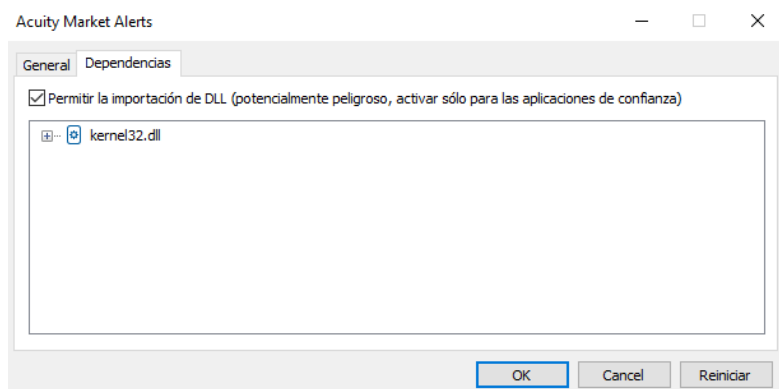 Acuity Market Alerts
General Dependencias
Permitir la importación de DLL (potencialmente peligroso, activar sólo para las aplicaciones de confianza)
kernel32.dll
OK Cancel Reiniciar